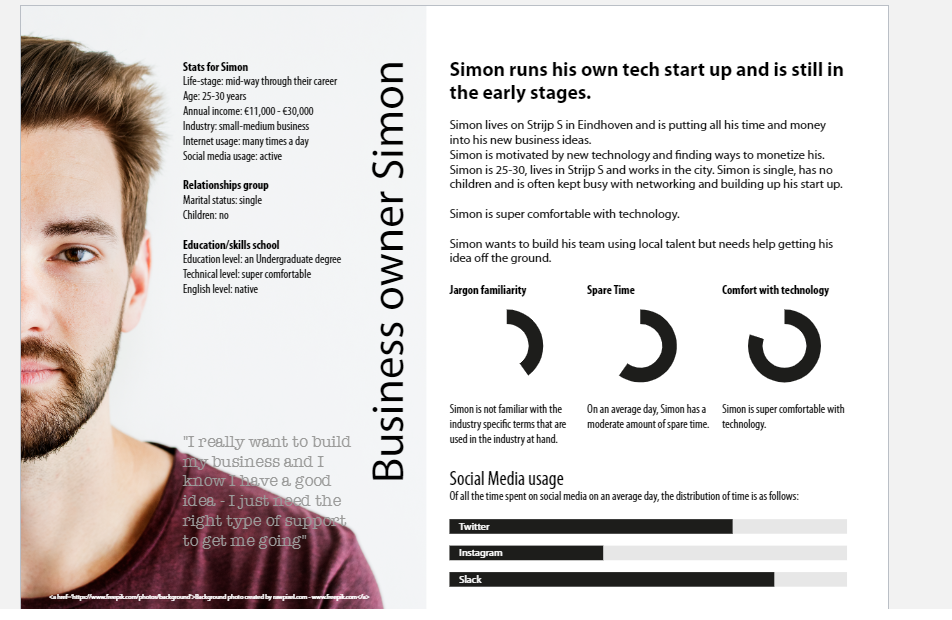 Stats for Simon
Life-stage: mid-way through their career
Age: 25-30 years
Annual income: €11,000 - €30,000
Industry: small-medium business
Internet usage: many times a day
Social media usage: active
Relationships group
Marital status: single
Children: no
Education/skills school
Education level: an Undergraduate degree
Technical level: super comfortable
English level: native
"I really want to build
my business and I
know I have a good
idea - I just need the
right type of support
to get me going"
<a href='https://www.freepik.com/photos/background'>Background photo created by rawpixel.com - www.freepik.com</a>
Business owner Simon
Simon runs his own tech start up and is still in
the early stages.
Simon lives on Strijp S in Eindhoven and is putting all his time and money
into his new business ideas.
Simon is motivated by new technology and finding ways to monetize his.
Simon is 25-30, lives in Strijp S and works in the city. Simon is single, has no
children and is often kept busy with networking and building up his start up.
Simon is super comfortable with technology.
Simon wants to build his team using local talent but needs help getting his
idea off the ground.
Jargon familiarity
Simon is not familiar with the
industry specific terms that are
used in the industry at hand.
Spare Time
On an average day, Simon has a
moderate amount of spare time.
Comfort with technology
Simon is super comfortable with
technology.
Social Media usage
Of all the time spent on social media on an average day, the distribution of time is as follows:
Twitter
Instagram
Slack